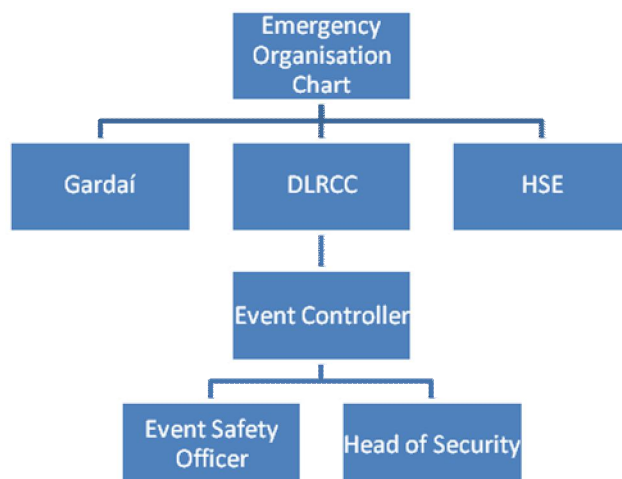 Emergency
Organisation
Chart
Gardaí
DLRCC
HSE
Event Controller
Event Safety
Officer
Head of Security